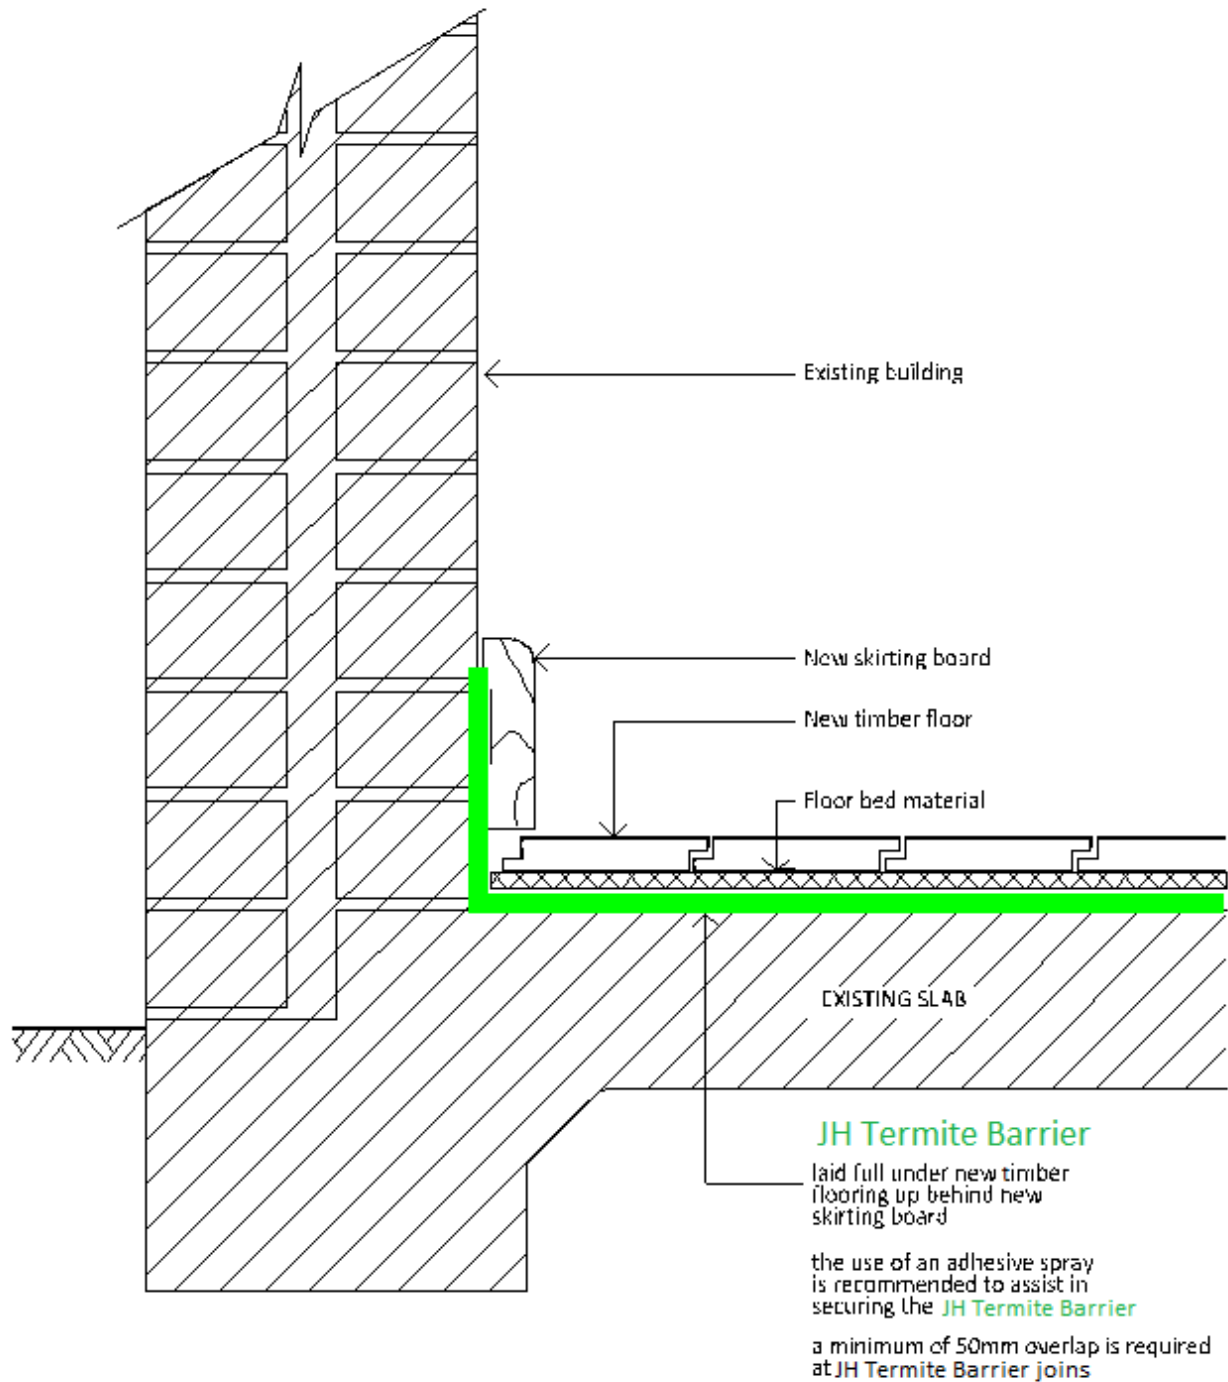 Existing building
New skirting board
New timber floor
Floor bed material
EXISTING SLAB
JH Termite Barrier
laid full under new timber
flooring up behind new
skirting board
the use of an adhesive spray
is recommended to assist in
securing the JH Termite Barrier
a minimum of 50mm overlap is required
at JH Termite Barrier joins